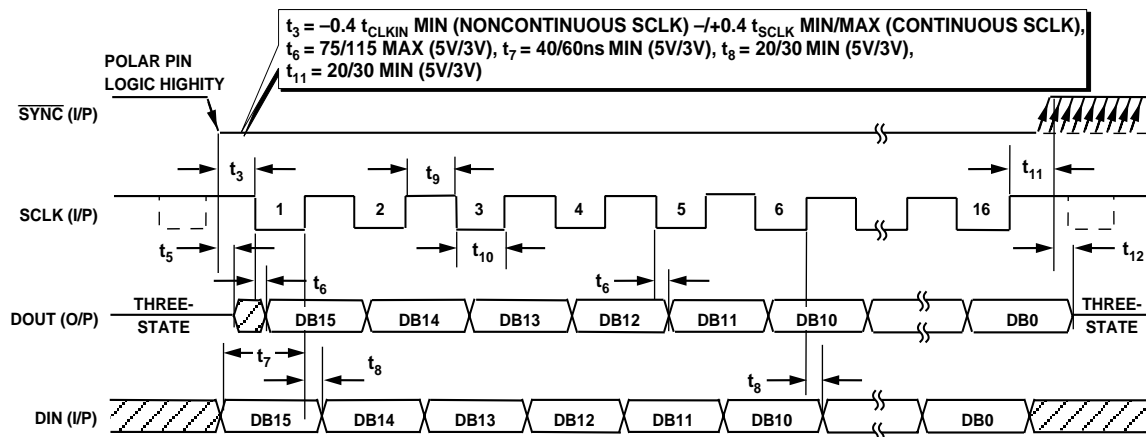 t3 = –0.4 tCLKIN MIN (NONCONTINUOUS SCLK) –/+0.4 tSCLK MIN/MAX (CONTINUOUS SCLK),
t6 = 75/115 MAX (5V/3V), t7 = 40/60ns MIN (5V/3V), t8 = 20/30 MIN (5V/3V),
t11 = 20/30 MIN (5V/3V)
POLAR PIN
LOGIC HIGHITY
SYNC (I/P)
t3
t9
t11
SCLK (I/P)
1
2
3
4
5
6
16
t5
t10
t12
t6
t6
THREE-
STATE
DOUT (O/P)
DB15
DB14
DB13
DB12
DB11
DB10
DB0
THREE-
STATE
t7
t8
t8
DIN (I/P)
DB15
DB14
DB13
DB12
DB11
DB10
DB0